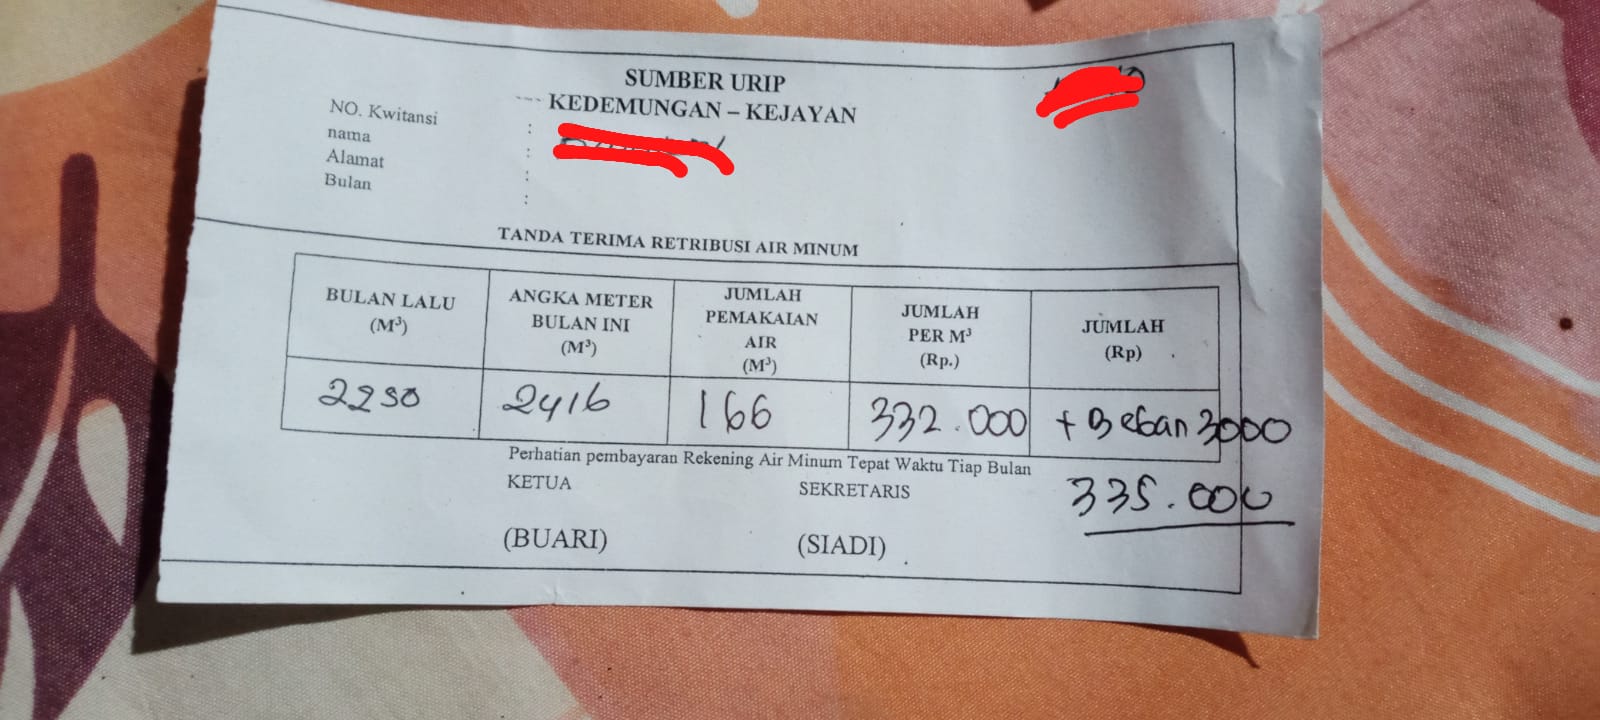 SUMBER URIP
KEDEMUNGAN – KEJAYAN
NO. Kwitansi :
nama :
Alamat :
Bulan :
TANDA TERIMA RETRIBUSI AIR MINUM
BULAN LALU (M³)
ANGKA METER BULAN INI (M³)
JUMLAH PEMAKAIAN AIR (M³)
JUMLAH PER M³ (Rp.)
JUMLAH (Rp)
2250 2416 166 332.000 + Beban 3000
Perhatian pembayaran Rekening Air Minum Tepat Waktu Tiap Bulan
KETUA SEKRETARIS 335.000
(BUARI) (SIADI)